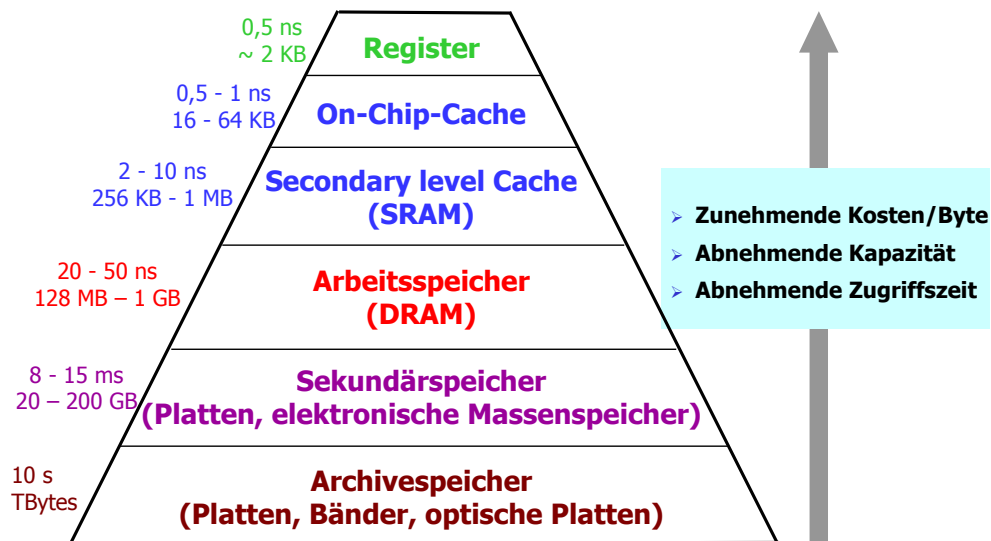 0,5 ns
~ 2 KB
Register
0,5 - 1 ns
16 - 64 KB
On-Chip-Cache
2 - 10 ns
256 KB - 1 MB
Secondary level Cache
(SRAM)
20 - 50 ns
128 MB – 1 GB
Arbeitsspeicher
(DRAM)
8 - 15 ms
20 – 200 GB
Sekundärspeicher
(Platten, elektronische Massenspeicher)
10 s
TBytes
Archivespeicher
(Platten, Bänder, optische Platten)
➢ Zunehmende Kosten/Byte
➢ Abnehmende Kapazität
➢ Abnehmende Zugriffszeit